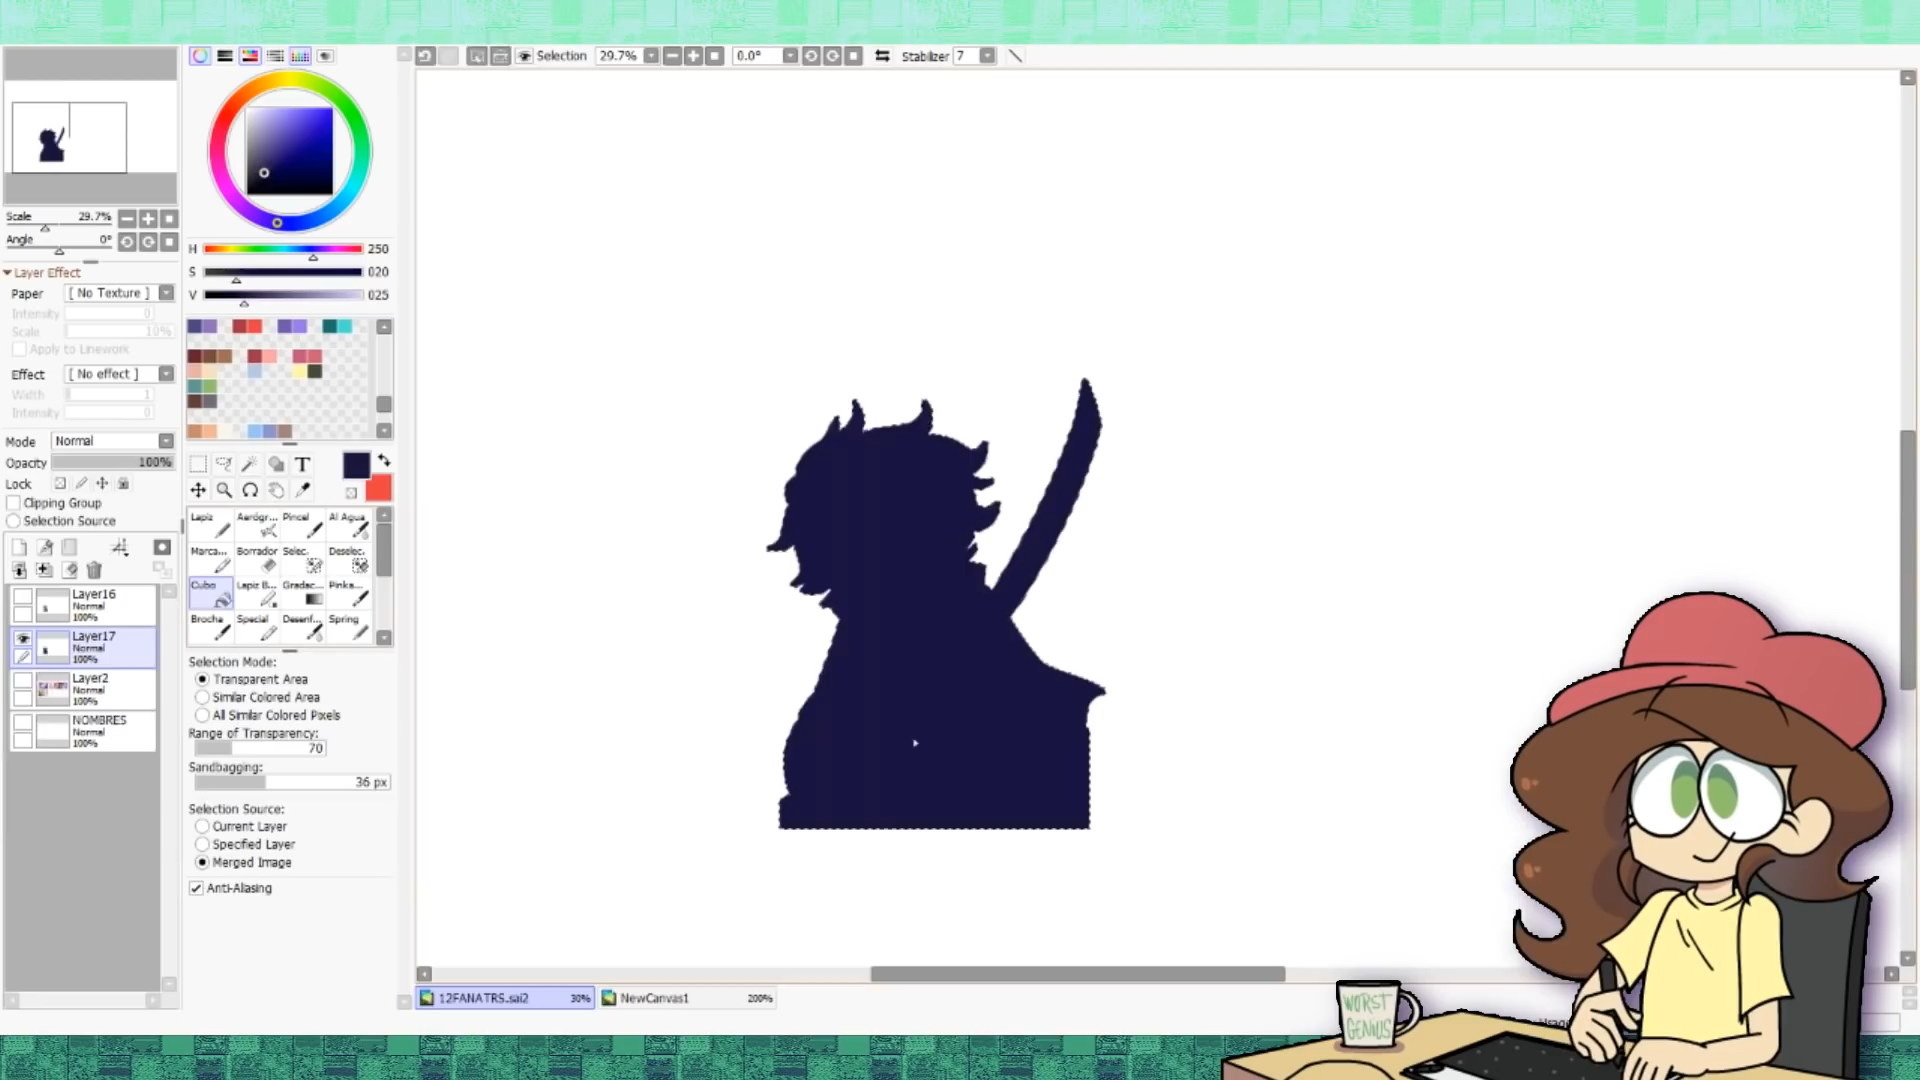 Selection 29.7% 0.0° Stabilizer 7
Scale 29.7%
Angle 0°
Layer Effect
Paper [ No Texture ]
Intensity 0
Scale 10%
Apply to Linework
Effect [ No effect ]
Width 1
Intensity 0
Mode Normal
Opacity 100%
Lock
Clipping Group
Selection Source
Layer16
Normal
100%
Layer17
Normal
100%
Layer2
Normal
100%
NOMBRES
Normal
100%
H 250
S 020
V 025
T
Lapiz Aerógr... Pincel Al Agua
Marca... Borrador Selec. Deselec.
Cubo Lapiz B... Gradac... Pinka...
Brocha Special Desenf... Spring
Selection Mode:
Transparent Area
Similar Colored Area
All Similar Colored Pixels
Range of Transparency:
70
Sandbagging:
36 px
Selection Source:
Current Layer
Specified Layer
Merged Image
Anti-Aliasing
12FANATRS.sai2 30% NewCanvas1 200%
WORST
GENIUS